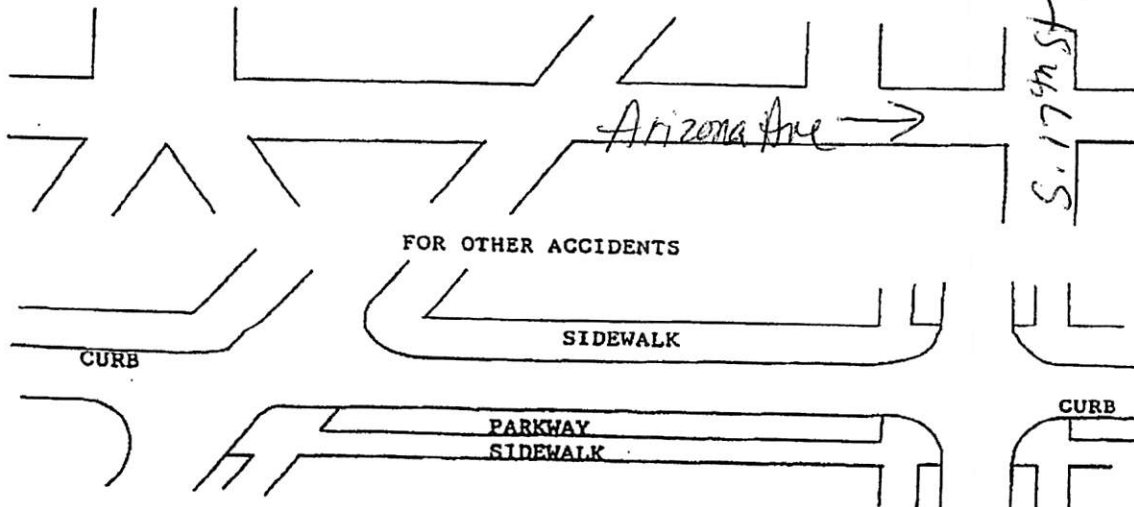 Arizona Ave →
S. 17th St
FOR OTHER ACCIDENTS
SIDEWALK
CURB
CURB
PARKWAY
SIDEWALK